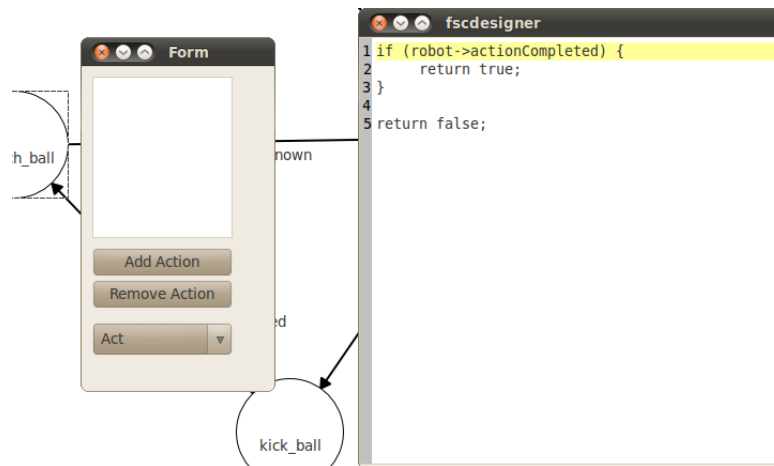 Form
Add Action
Remove Action
Act
fscdesigner
1 if (robot->actionCompleted) {
2 return true;
3 }
4
5 return false;
h_ball
nown
ed
kick_ball